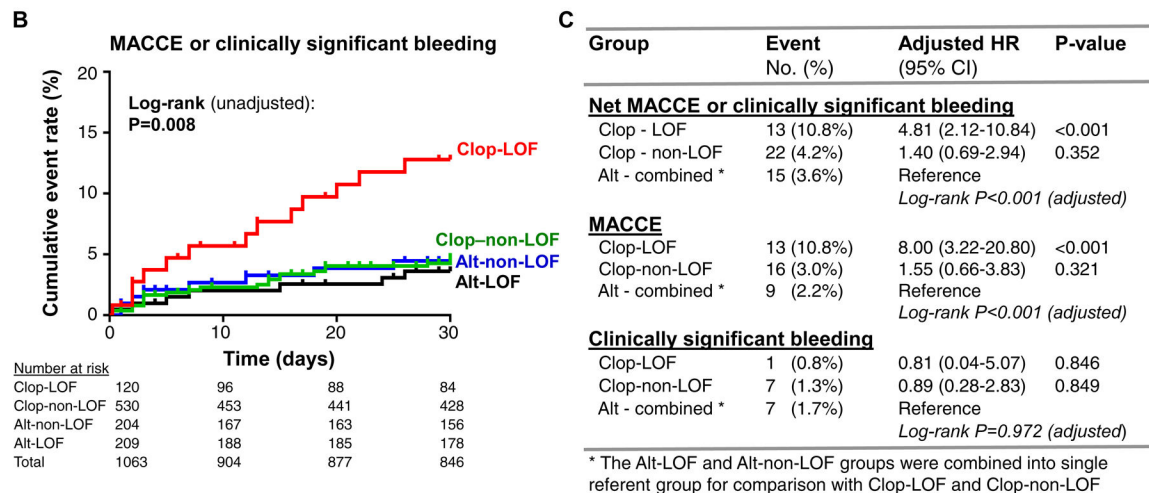 B
MACCE or clinically significant bleeding
Cumulative event rate (%)
20
15
10
5
0
Log-rank (unadjusted):
P=0.008
Clop-LOF
Clop–non-LOF
Alt-non-LOF
Alt-LOF
0 10 20 30
Time (days)
Number at risk
Clop-LOF 120 96 88 84
Clop-non-LOF 530 453 441 428
Alt-non-LOF 204 167 163 156
Alt-LOF 209 188 185 178
Total 1063 904 877 846
C
Group Event Adjusted HR P-value
No. (%) (95% CI)
Net MACCE or clinically significant bleeding
Clop - LOF 13 (10.8%) 4.81 (2.12-10.84) <0.001
Clop - non-LOF 22 (4.2%) 1.40 (0.69-2.94) 0.352
Alt - combined * 15 (3.6%) Reference
Log-rank P<0.001 (adjusted)
MACCE
Clop-LOF 13 (10.8%) 8.00 (3.22-20.80) <0.001
Clop-non-LOF 16 (3.0%) 1.55 (0.66-3.83) 0.321
Alt - combined * 9 (2.2%) Reference
Log-rank P<0.001 (adjusted)
Clinically significant bleeding
Clop-LOF 1 (0.8%) 0.81 (0.04-5.07) 0.846
Clop-non-LOF 7 (1.3%) 0.89 (0.28-2.83) 0.849
Alt - combined * 7 (1.7%) Reference
Log-rank P=0.972 (adjusted)
* The Alt-LOF and Alt-non-LOF groups were combined into single
referent group for comparison with Clop-LOF and Clop-non-LOF